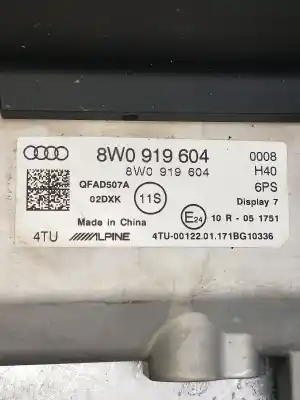 8W0 919 604 0008
8W0 919 604 H40
QFAD507A 6PS
02DXK 11S Display 7
Made in China E24 10 R - 05 1751
4TU ALPINE 4TU-00122.01.171BG10336